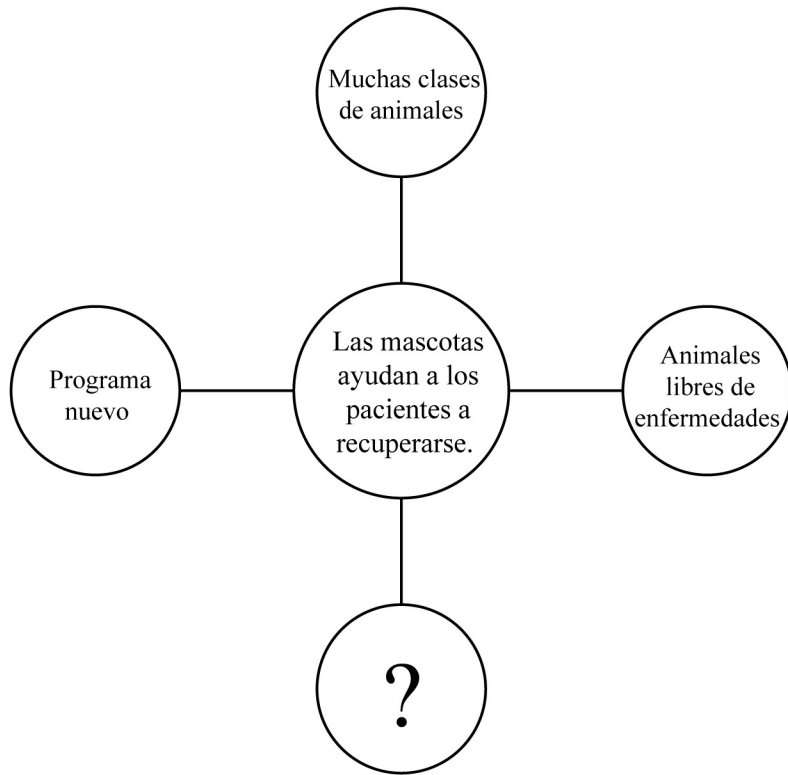 Muchas clases
de animales
Programa
nuevo
Las mascotas
ayudan a los
pacientes a
recuperarse.
Animales
libres de
enfermedades
?